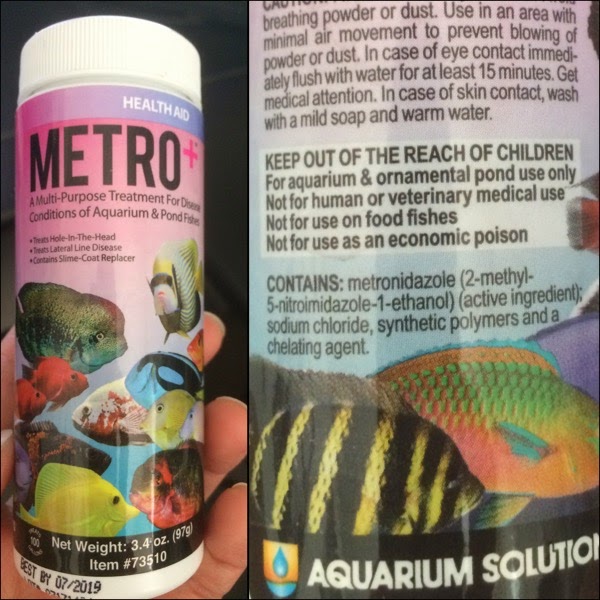 HEALTH AID
METRO+
A Multi-Purpose Treatment For Disease
Conditions of Aquarium & Pond Fishes
• Treats Hole-In-The-Head
• Treats Lateral Line Disease
• Contains Slime-Coat Replacer
TREATS
100
Net Weight: 3.4 oz. (97g)
Item #73510
BEST BY 07/2019
breathing powder or dust. Use in an area with
minimal air movement to prevent blowing of
powder or dust. In case of eye contact immedi-
ately flush with water for at least 15 minutes. Get
medical attention. In case of skin contact, wash
with a mild soap and warm water.
KEEP OUT OF THE REACH OF CHILDREN
For aquarium & ornamental pond use only
Not for human or veterinary medical use
Not for use on food fishes
Not for use as an economic poison
CONTAINS: metronidazole (2-methyl-
5-nitroimidazole-1-ethanol) (active ingredient);
sodium chloride, synthetic polymers and a
chelating agent.
AQUARIUM SOLUTION